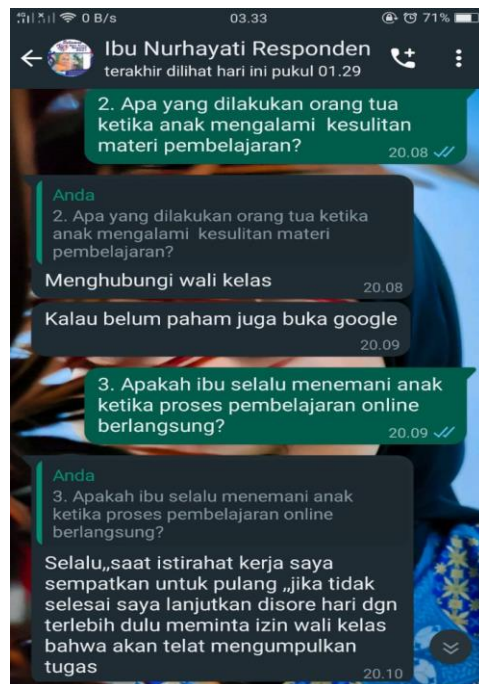 0 B/s 03.33 71%
Ibu Nurhayati Responden
terakhir dilihat hari ini pukul 01.29
2. Apa yang dilakukan orang tua
ketika anak mengalami kesulitan
materi pembelajaran?
20.08
Anda
2. Apa yang dilakukan orang tua ketika
anak mengalami kesulitan materi
pembelajaran?
Menghubungi wali kelas
20.08
Kalau belum paham juga buka google
20.09
3. Apakah ibu selalu menemani anak
ketika proses pembelajaran online
berlangsung?
20.09
Anda
3. Apakah ibu selalu menemani anak
ketika proses pembelajaran online
berlangsung?
Selalu,,saat istirahat kerja saya
sempatkan untuk pulang ,,jika tidak
selesai saya lanjutkan disore hari dgn
terlebih dulu meminta izin wali kelas
bahwa akan telat mengumpulkan
tugas
20.10